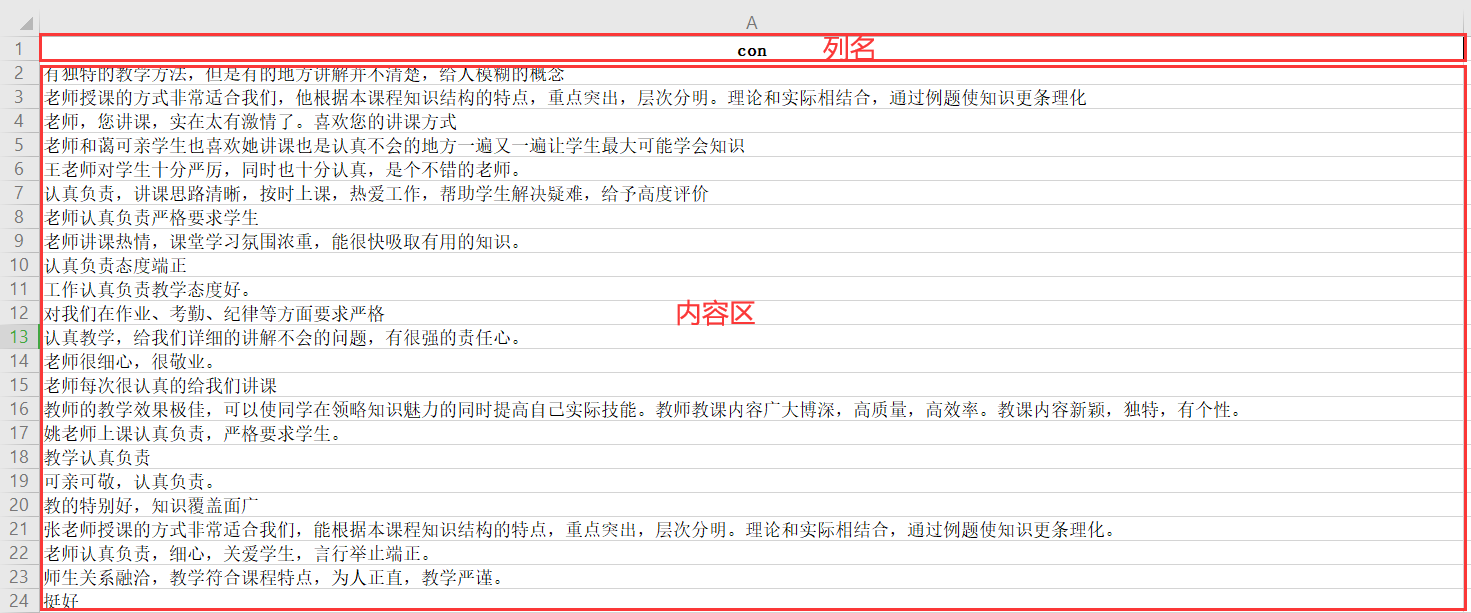 A
1 con 列名
2 有独特的教学方法，但是有的地方讲解并不清楚，给人模糊的概念
3 老师授课的方式非常适合我们，他根据本课程知识结构的特点，重点突出，层次分明。理论和实际相结合，通过例题使知识更条理化
4 老师，您讲课，实在太有激情了。喜欢您的讲课方式
5 老师和蔼可亲学生也喜欢她讲课也是认真不会的地方一遍又一遍让学生最大可能学会知识
6 王老师对学生十分严厉，同时也十分认真，是个不错的老师。
7 认真负责，讲课思路清晰，按时上课，热爱工作，帮助学生解决疑难，给予高度评价
8 老师认真负责严格要求学生
9 老师讲课热情，课堂学习氛围浓重，能很快吸取有用的知识。
10 认真负责态度端正
11 工作认真负责教学态度好。
12 对我们在作业、考勤、纪律等方面要求严格 内容区
13 认真教学，给我们详细的讲解不会的问题，有很强的责任心。
14 老师很细心，很敬业。
15 老师每次很认真的给我们讲课
16 教师的教学效果极佳，可以使同学在领略知识魅力的同时提高自己实际技能。教师教课内容广大博深，高质量，高效率。教课内容新颖，独特，有个性。
17 姚老师上课认真负责，严格要求学生。
18 教学认真负责
19 可亲可敬，认真负责。
20 教的特别好，知识覆盖面广
21 张老师授课的方式非常适合我们，能根据本课程知识结构的特点，重点突出，层次分明。理论和实际相结合，通过例题使知识更条理化。
22 老师认真负责，细心，关爱学生，言行举止端正。
23 师生关系融洽，教学符合课程特点，为人正直，教学严谨。
24 挺好